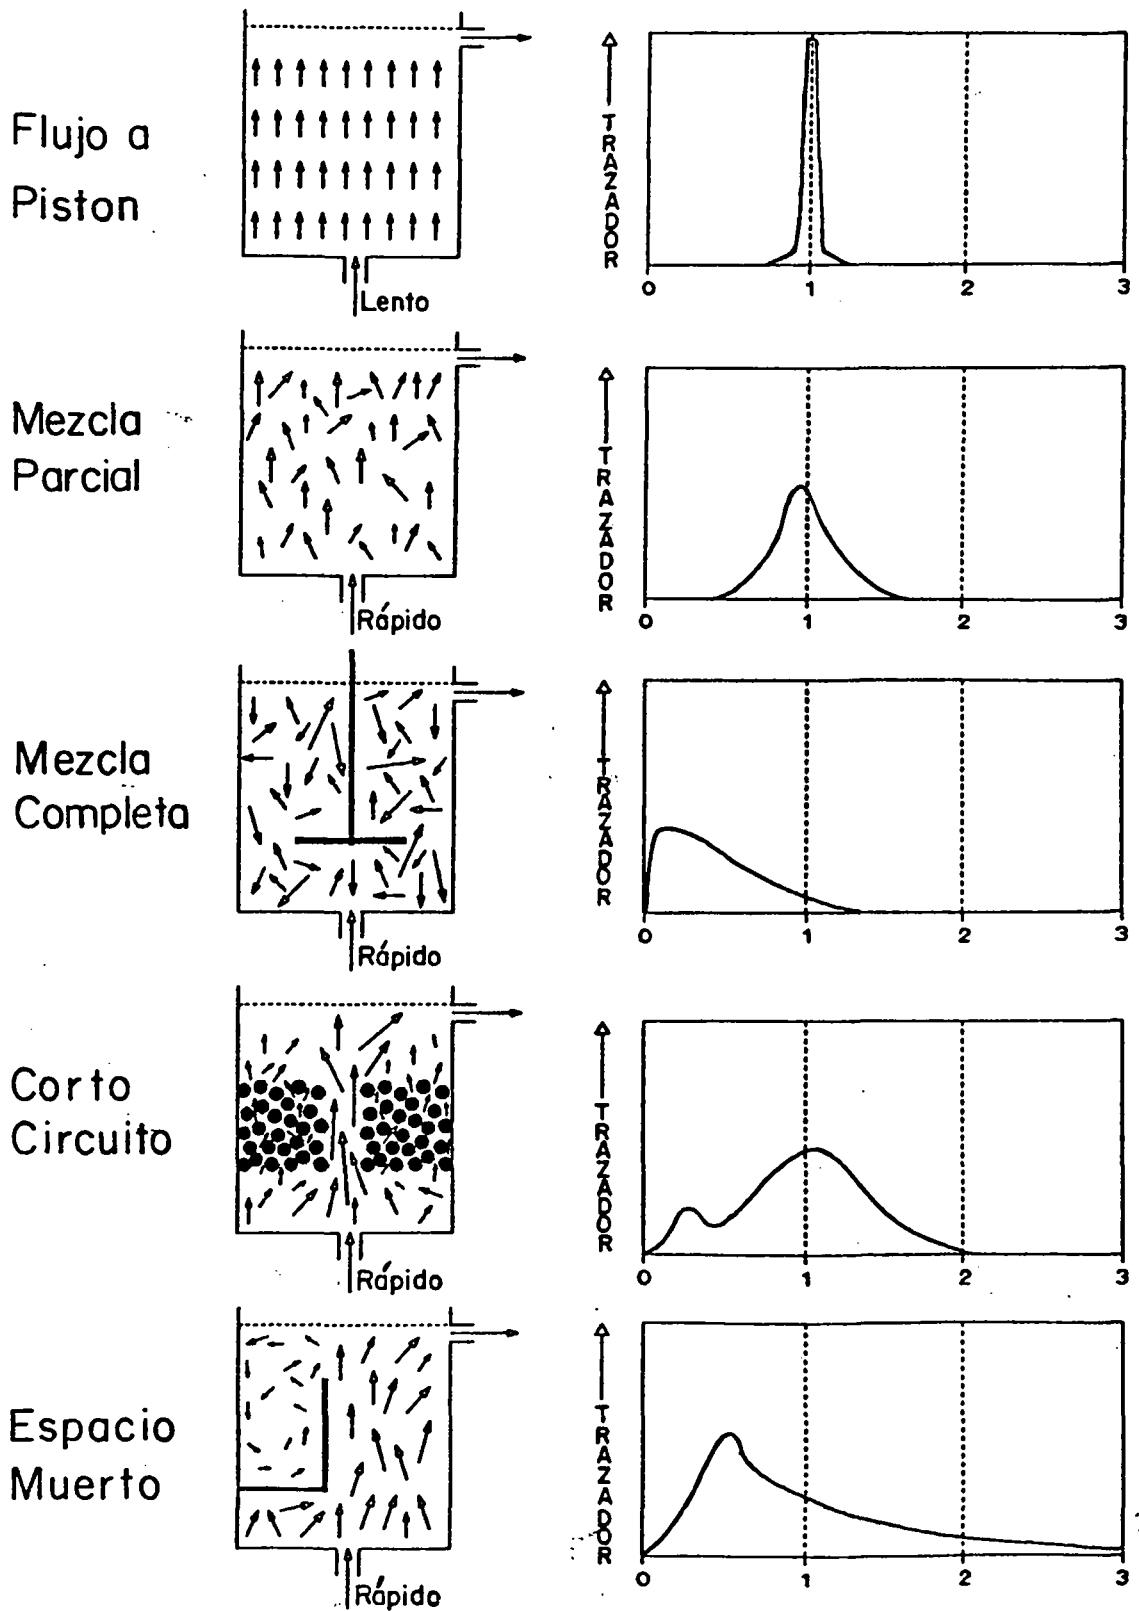 Flujo a
Piston
Lento
TRAZADOR
0 1 2 3
Mezcla
Parcial
Rápido
TRAZADOR
0 1 2 3
Mezcla
Completa
Rápido
TRAZADOR
0 1 2 3
Corto
Circuito
Rápido
TRAZADOR
0 1 2 3
Espacio
Muerto
Rápido
TRAZADOR
0 1 2 3